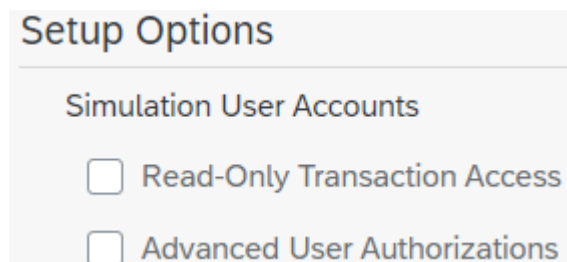 Setup Options
Simulation User Accounts
Read-Only Transaction Access
Advanced User Authorizations